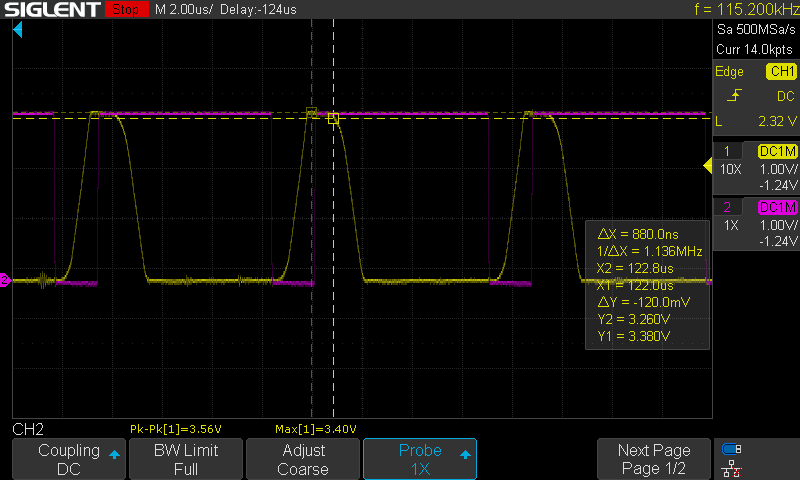 SIGLENT Stop M 2.00us/ Delay:-124us f = 115.200kHz
Sa 500MSa/s
Curr 14.0kpts
Edge CH1
DC
L 2.32 V
1 DC1M
10X 1.00V/
-1.24V
2 DC1M
1X 1.00V/
-1.24V
2
ΔX = 880.0ns
1/ΔX = 1.136MHz
X2 = 122.8us
X1 = 122.0us
ΔY = -120.0mV
Y2 = 3.260V
Y1 = 3.380V
CH2 Pk-Pk[1]=3.56V Max[1]=3.40V
Coupling
DC
BW Limit
Full
Adjust
Coarse
Probe
1X
Next Page
Page 1/2